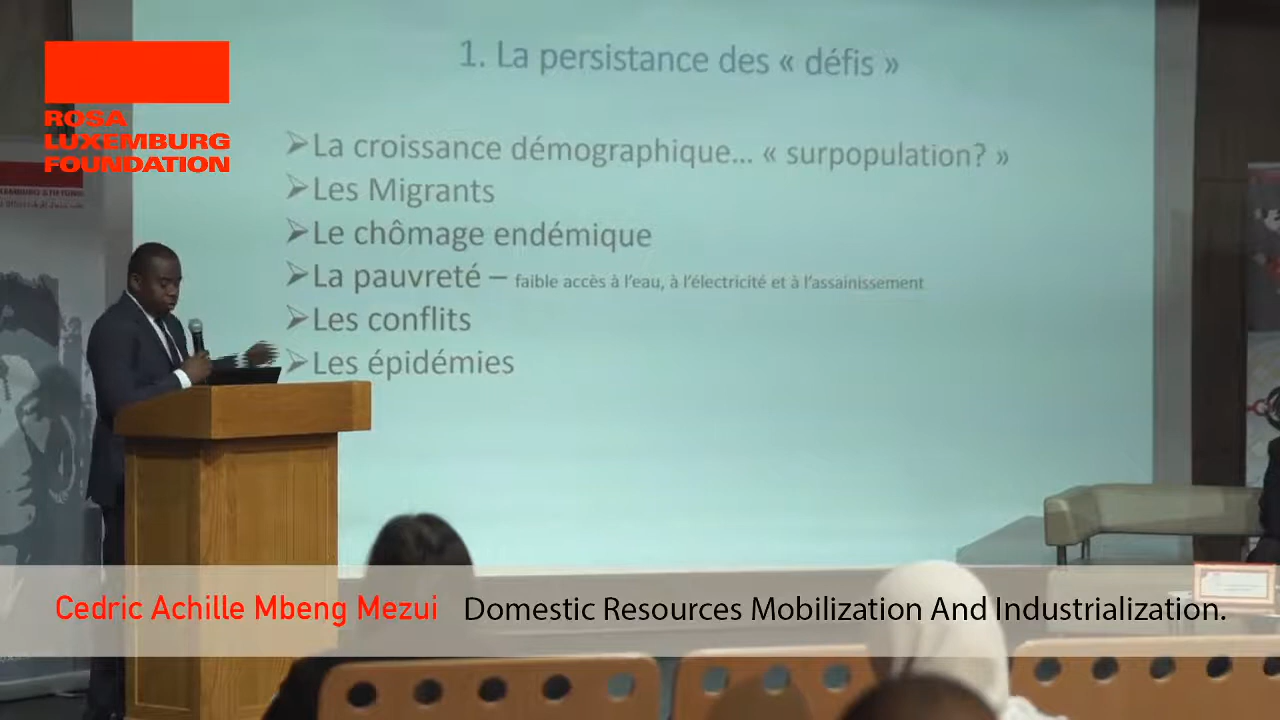 1. La persistance des « défis »
ROSA
LUXEMBURG
FOUNDATION
➢La croissance démographique... « surpopulation? »
➢Les Migrants
➢Le chômage endémique
➢La pauvreté – faible accès à l'eau, à l'électricité et à l'assainissement
➢Les conflits
➢Les épidémies
Cedric Achille Mbeng Mezui Domestic Resources Mobilization And Industrialization.